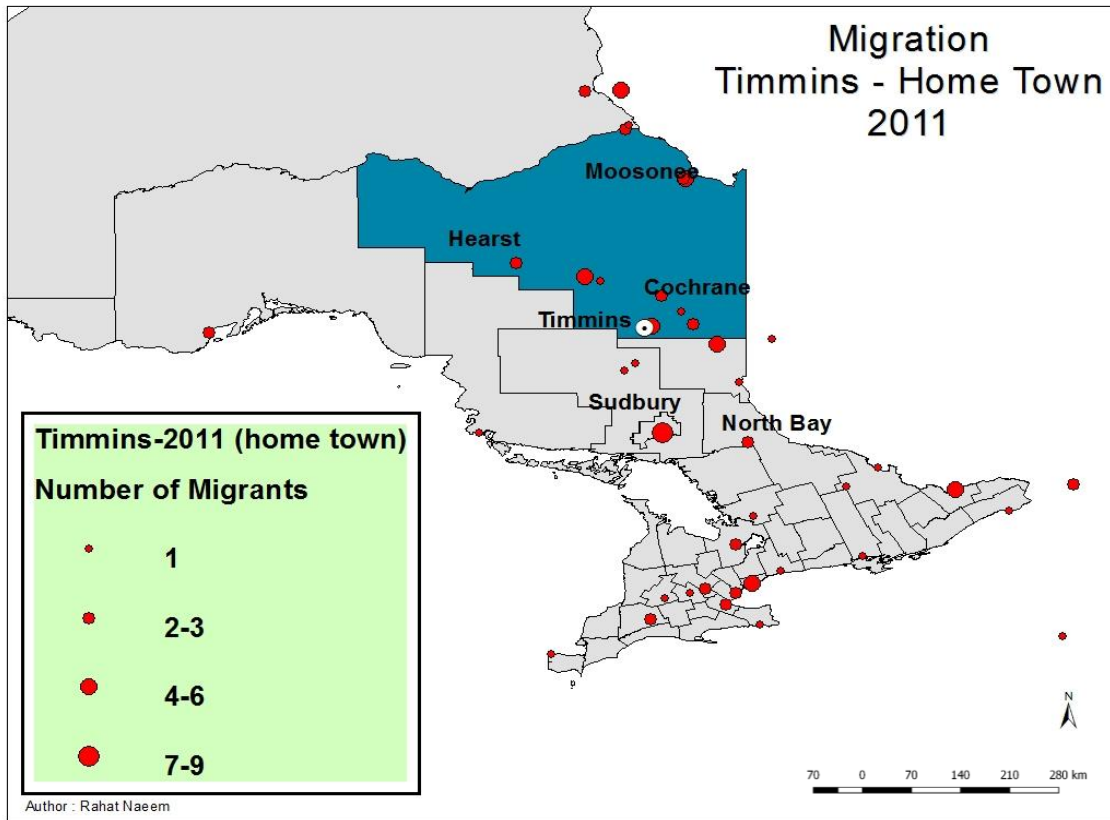 Migration
Timmins - Home Town
2011
Moosonee
Hearst
Cochrane
Timmins
Sudbury
North Bay
Timmins-2011 (home town)
Number of Migrants
1
2-3
4-6
7-9
N
70 0 70 140 210 280 km
Author : Rahat Naeem